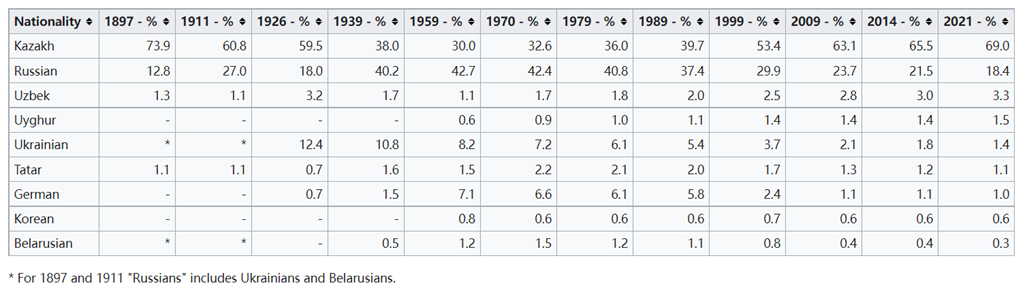 Nationality 1897 - % 1911 - % 1926 - % 1939 - % 1959 - % 1970 - % 1979 - % 1989 - % 1999 - % 2009 - % 2014 - % 2021 - %
Kazakh 73.9 60.8 59.5 38.0 30.0 32.6 36.0 39.7 53.4 63.1 65.5 69.0
Russian 12.8 27.0 18.0 40.2 42.7 42.4 40.8 37.4 29.9 23.7 21.5 18.4
Uzbek 1.3 1.1 3.2 1.7 1.1 1.7 1.8 2.0 2.5 2.8 3.0 3.3
Uyghur - - - - 0.6 0.9 1.0 1.1 1.4 1.4 1.4 1.5
Ukrainian * * 12.4 10.8 8.2 7.2 6.1 5.4 3.7 2.1 1.8 1.4
Tatar 1.1 1.1 0.7 1.6 1.5 2.2 2.1 2.0 1.7 1.3 1.2 1.1
German - - 0.7 1.5 7.1 6.6 6.1 5.8 2.4 1.1 1.1 1.0
Korean - - - - 0.8 0.6 0.6 0.6 0.7 0.6 0.6 0.6
Belarusian * * - 0.5 1.2 1.5 1.2 1.1 0.8 0.4 0.4 0.3
* For 1897 and 1911 "Russians" includes Ukrainians and Belarusians.